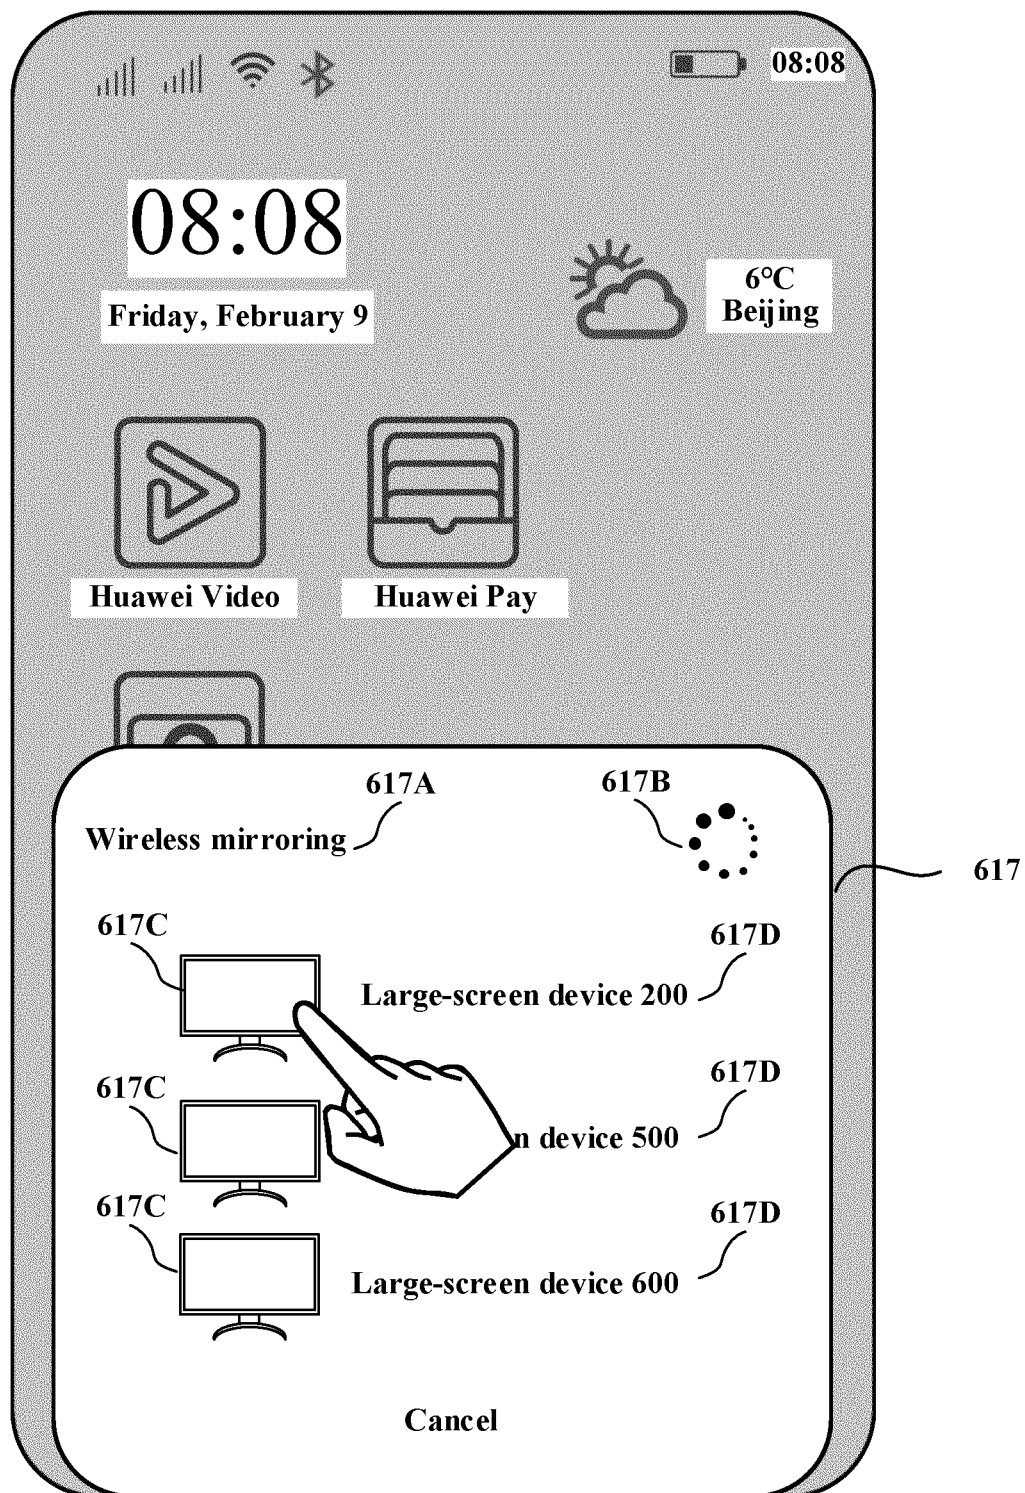 08:08
08:08
Friday, February 9
6°C
Beijing
Huawei Video
Huawei Pay
617A
617B
Wireless mirroring
617
617C
617D
Large-screen device 200
617C
617D
n device 500
617C
617D
Large-screen device 600
Cancel